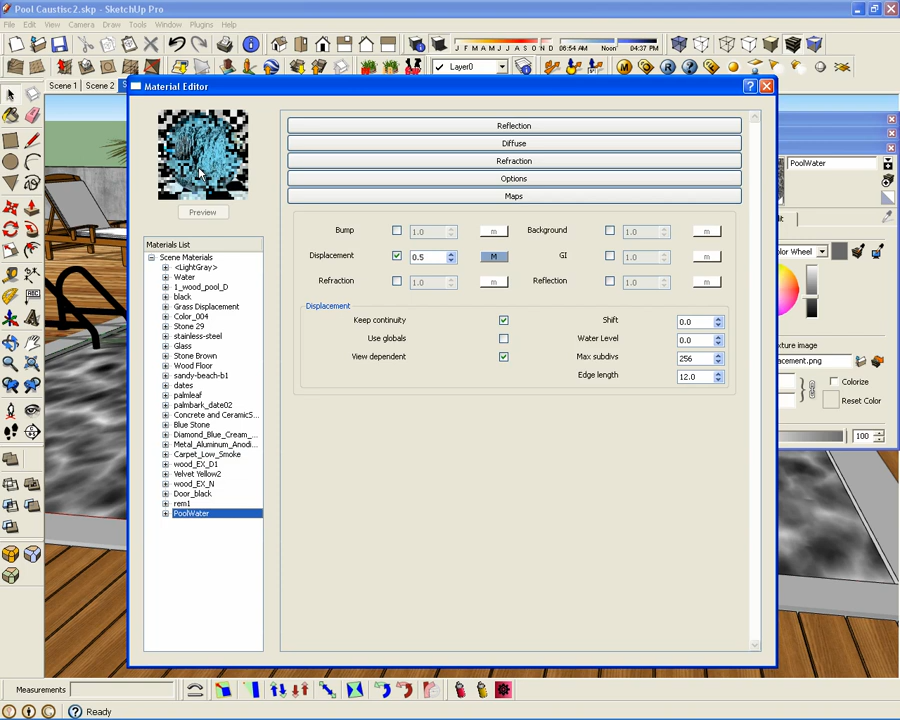 Pool Caustisc2.skp - SketchUp Pro
File Edit View Camera Draw Tools Window Plugins Help
J F M A M J J A S O N D 06:54 AM Noon 04:37 PM
Layer0
Scene 1 Scene 2
Material Editor
Preview
Materials List
Scene Materials
<LightGray>
Water
1_wood_pool_D
black
Grass Displacement
Color_004
Stone 29
stainless-steel
Glass
Stone Brown
Wood Floor
sandy-beach-b1
dates
palmleaf
palmbark_date02
Concrete and CeramicS...
Blue Stone
Diamond_Blue_Cream_...
Metal_Aluminum_Anodi...
Carpet_Low_Smoke
wood_EX_D1
Velvet Yellow2
wood_EX_N
Door_black
rem1
PoolWater
Reflection
Diffuse
Refraction
Options
Maps
Bump 1.0 m Background 1.0 m
Displacement 0.5 M GI 1.0 m
Refraction 1.0 m Reflection 1.0 m
Displacement
Keep continuity Shift 0.0
Use globals Water Level 0.0
View dependent Max subdivs 256
Edge length 12.0
PoolWater
olor Wheel
xture image
acement.png
Colorize
Reset Color
100
Measurements
Ready